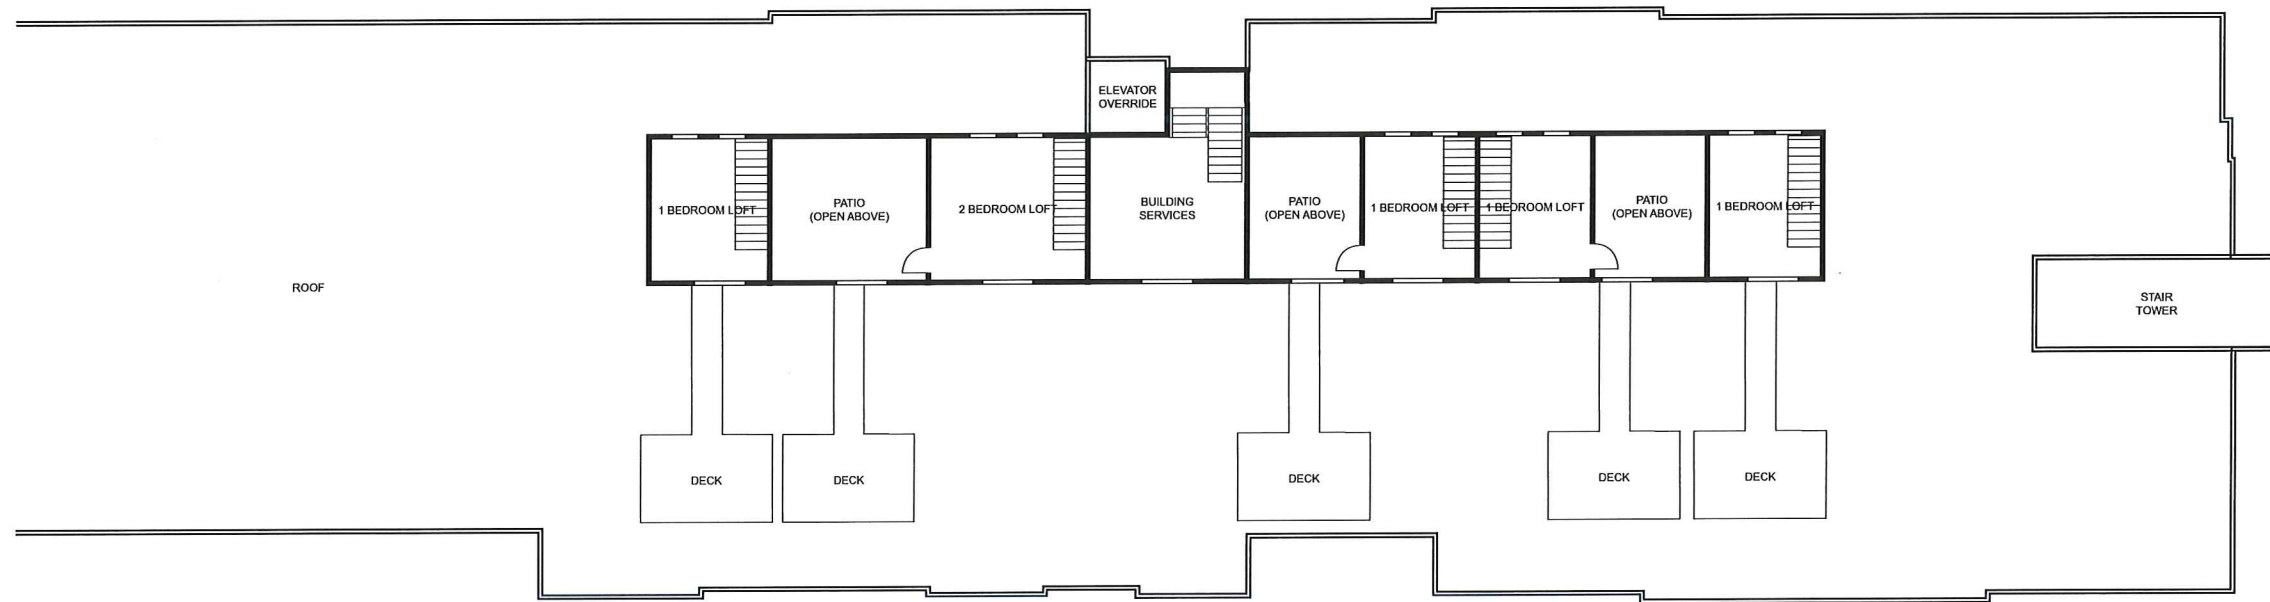 ELEVATOR
OVERRIDE
1 BEDROOM LOFT
PATIO
(OPEN ABOVE)
2 BEDROOM LOFT
BUILDING
SERVICES
PATIO
(OPEN ABOVE)
1 BEDROOM LOFT
1 BEDROOM LOFT
PATIO
(OPEN ABOVE)
1 BEDROOM LOFT
ROOF
STAIR
TOWER
DECK
DECK
DECK
DECK
DECK